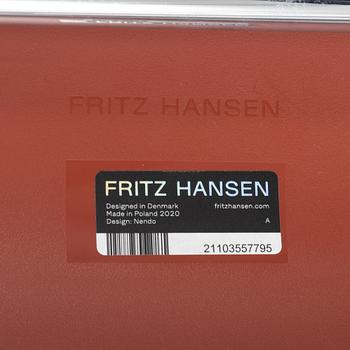 FRITZ HANSEN
FRITZ HANSEN
Designed in Denmark
fritzhansen.com
Made in Poland 2020
Design: Nendo
A
21103557795